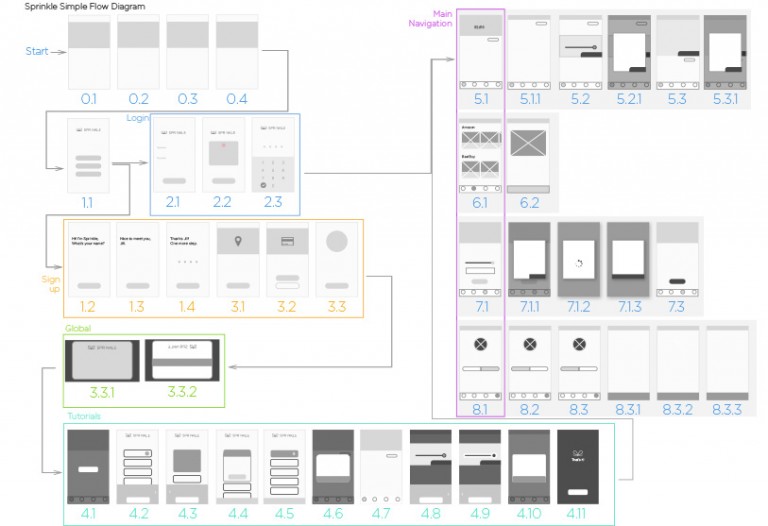 Sprinkle Simple Flow Diagram
Start
0.1 0.2 0.3 0.4
Login
SPRINKLE
1.1 2.1 2.2 2.3
Hi! I'm Sprinkle.
What's your name?
Nice to meet you,
Thanks
One more step.
Sign
up
1.2 1.3 1.4 3.1 3.2 3.3
Global
SPRINKLE
3.3.1 3.3.2
Tutorials
4.1 4.2 4.3 4.4 4.5 4.6 4.7 4.8 4.9 4.10 4.11
Main
Navigation
5.1 5.1.1 5.2 5.2.1 5.3 5.3.1
6.1 6.2
7.1 7.1.1 7.1.2 7.1.3 7.3
8.1 8.2 8.3 8.3.1 8.3.2 8.3.3